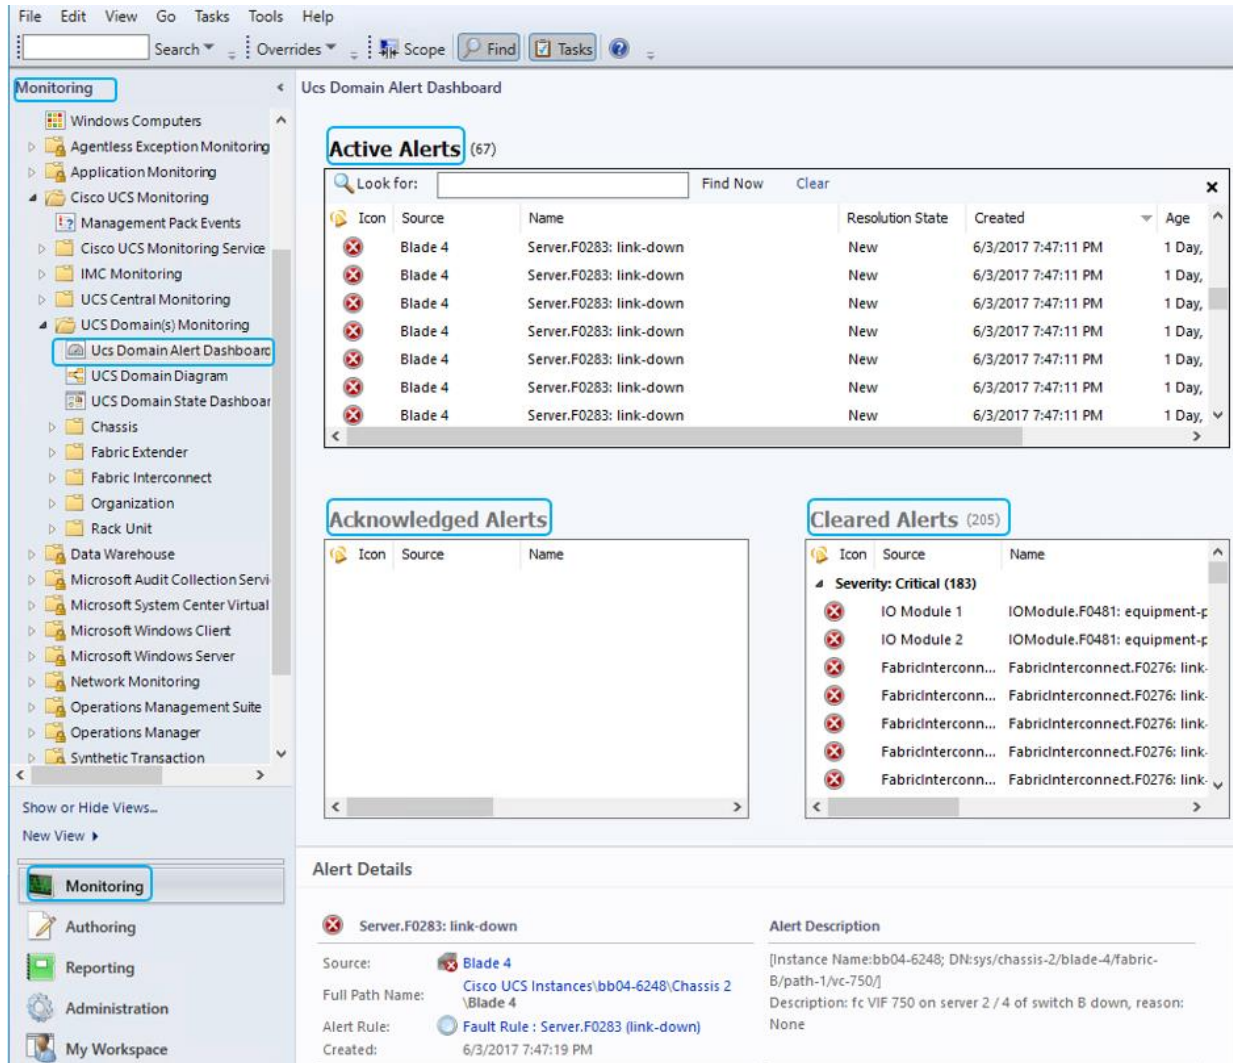 File Edit View Go Tasks Tools Help
Search Overrides Scope Find Tasks
Monitoring
Windows Computers
Agentless Exception Monitoring
Application Monitoring
Cisco UCS Monitoring
Management Pack Events
Cisco UCS Monitoring Service
IMC Monitoring
UCS Central Monitoring
UCS Domain(s) Monitoring
Ucs Domain Alert Dashboard
UCS Domain Diagram
UCS Domain State Dashboar
Chassis
Fabric Extender
Fabric Interconnect
Organization
Rack Unit
Data Warehouse
Microsoft Audit Collection Servi
Microsoft System Center Virtual
Microsoft Windows Client
Microsoft Windows Server
Network Monitoring
Operations Management Suite
Operations Manager
Synthetic Transaction
Show or Hide Views...
New View
Monitoring
Authoring
Reporting
Administration
My Workspace
Ucs Domain Alert Dashboard
Active Alerts (67)
Look for: Find Now Clear
Icon Source Name Resolution State Created Age
Blade 4 Server.F0283: link-down New 6/3/2017 7:47:11 PM 1 Day,
Blade 4 Server.F0283: link-down New 6/3/2017 7:47:11 PM 1 Day,
Blade 4 Server.F0283: link-down New 6/3/2017 7:47:11 PM 1 Day,
Blade 4 Server.F0283: link-down New 6/3/2017 7:47:11 PM 1 Day,
Blade 4 Server.F0283: link-down New 6/3/2017 7:47:11 PM 1 Day,
Blade 4 Server.F0283: link-down New 6/3/2017 7:47:11 PM 1 Day,
Blade 4 Server.F0283: link-down New 6/3/2017 7:47:11 PM 1 Day,
Acknowledged Alerts
Icon Source Name
Cleared Alerts (205)
Icon Source Name
Severity: Critical (183)
IO Module 1 IOModule.F0481: equipment-p
IO Module 2 IOModule.F0481: equipment-p
FabricInterconn... FabricInterconnect.F0276: link-
FabricInterconn... FabricInterconnect.F0276: link-
FabricInterconn... FabricInterconnect.F0276: link-
FabricInterconn... FabricInterconnect.F0276: link-
FabricInterconn... FabricInterconnect.F0276: link-
Alert Details
Server.F0283: link-down
Source: Blade 4
Full Path Name: Cisco UCS Instances\bb04-6248\Chassis 2
\Blade 4
Alert Rule: Fault Rule : Server.F0283 (link-down)
Created: 6/3/2017 7:47:19 PM
Alert Description
[Instance Name:bb04-6248; DN:sys/chassis-2/blade-4/fabric-
B/path-1/vc-750/]
Description: fc VIF 750 on server 2 / 4 of switch B down, reason:
None